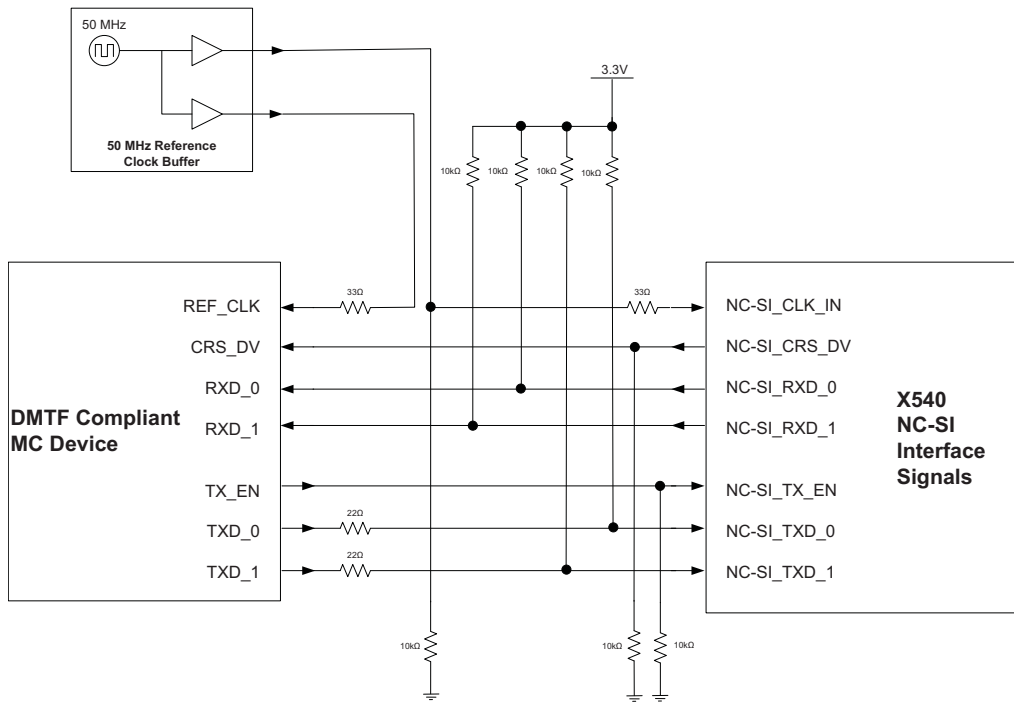 50 MHz
50 MHz Reference
Clock Buffer
3.3V
10kΩ
10kΩ
10kΩ
10kΩ
33Ω
33Ω
REF_CLK
NC-SI_CLK_IN
CRS_DV
NC-SI_CRS_DV
RXD_0
NC-SI_RXD_0
DMTF Compliant
MC Device
RXD_1
NC-SI_RXD_1
X540
NC-SI
Interface
Signals
TX_EN
NC-SI_TX_EN
22Ω
TXD_0
NC-SI_TXD_0
22Ω
TXD_1
NC-SI_TXD_1
10kΩ
10kΩ
10kΩ